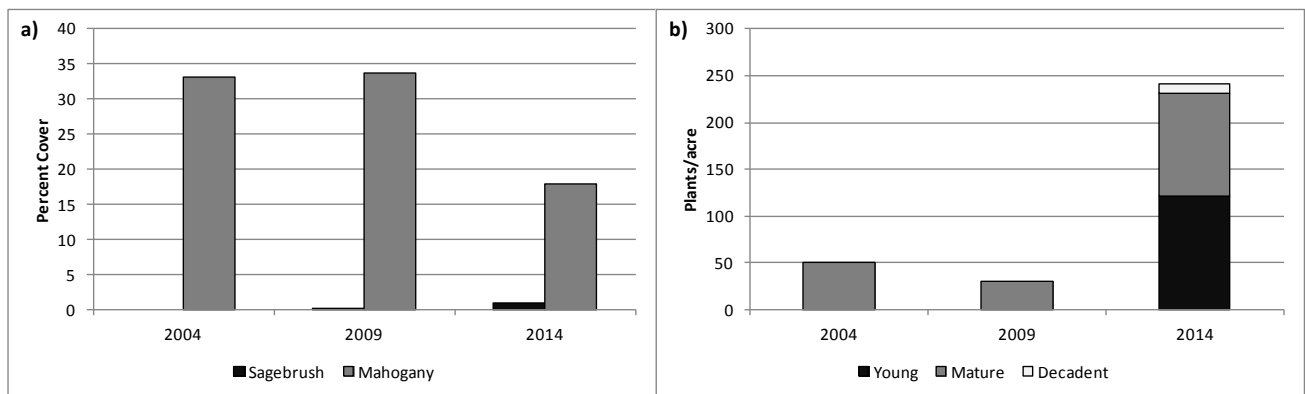 a)
Percent Cover
40
35
30
25
20
15
10
5
0
2004 2009 2014
Sagebrush Mahogany
b)
Plants/acre
300
250
200
150
100
50
0
2004 2009 2014
Young Mature Decadent